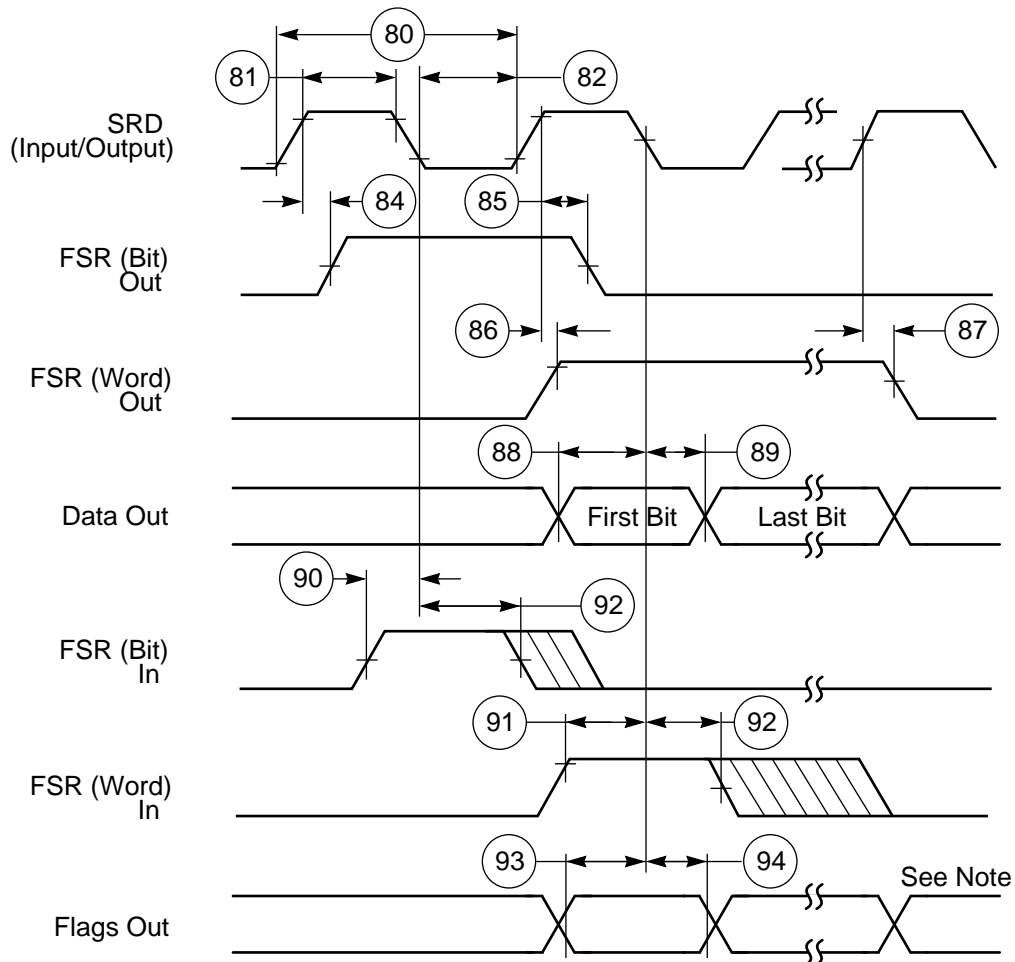 80
81
82
SRD
(Input/Output)
84
85
FSR (Bit)
Out
86
87
FSR (Word)
Out
88
89
Data Out
First Bit
Last Bit
90
92
FSR (Bit)
In
91
92
FSR (Word)
In
93
94
See Note
Flags Out